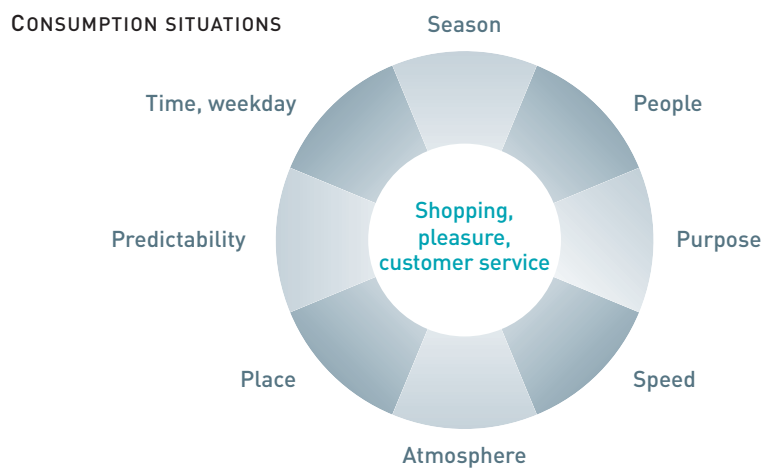 CONSUMPTION SITUATIONS
Season
People
Purpose
Speed
Atmosphere
Place
Predictability
Time, weekday
Shopping,
pleasure,
customer service